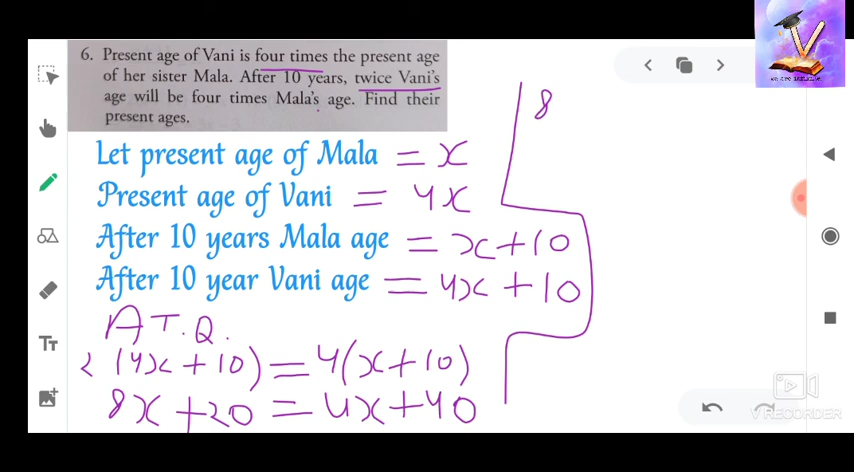 6. Present age of Vani is four times the present age
of her sister Mala. After 10 years, twice Vani's
age will be four times Mala's age. Find their
present ages.
Let present age of Mala = x
Present age of Vani = 4x
After 10 years Mala age = x+10
After 10 year Vani age = 4x+10
A.T.Q.
2(4x+10)=4(x+10)
8x+20=4x+40
8
Tt
V
V RECORDER